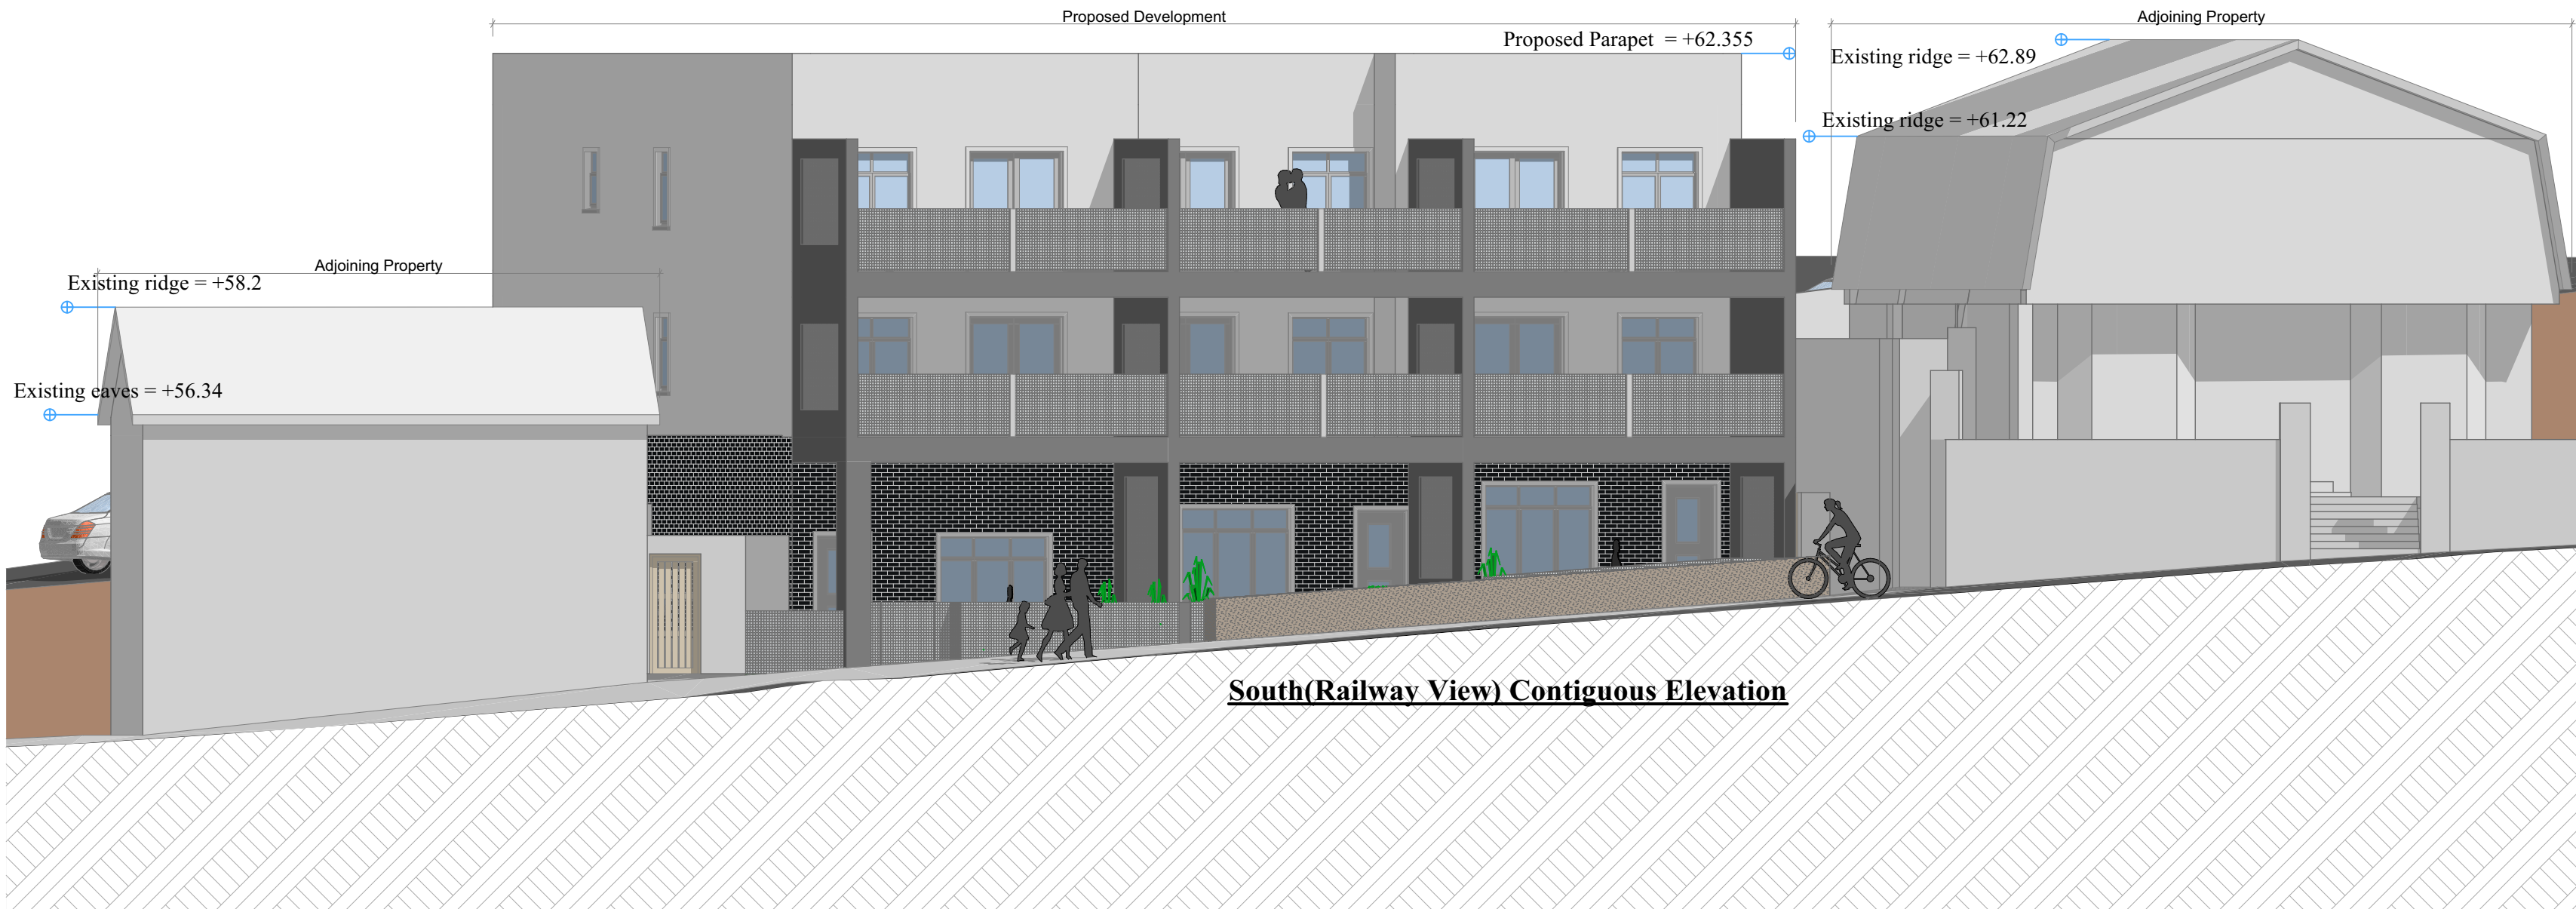 Proposed Development
Adjoining Property
Proposed Parapet = +62.355
Existing ridge = +62.89
Existing ridge = +61.22
Adjoining Property
Existing ridge = +58.2
Existing eaves = +56.34
South(Railway View) Contiguous Elevation